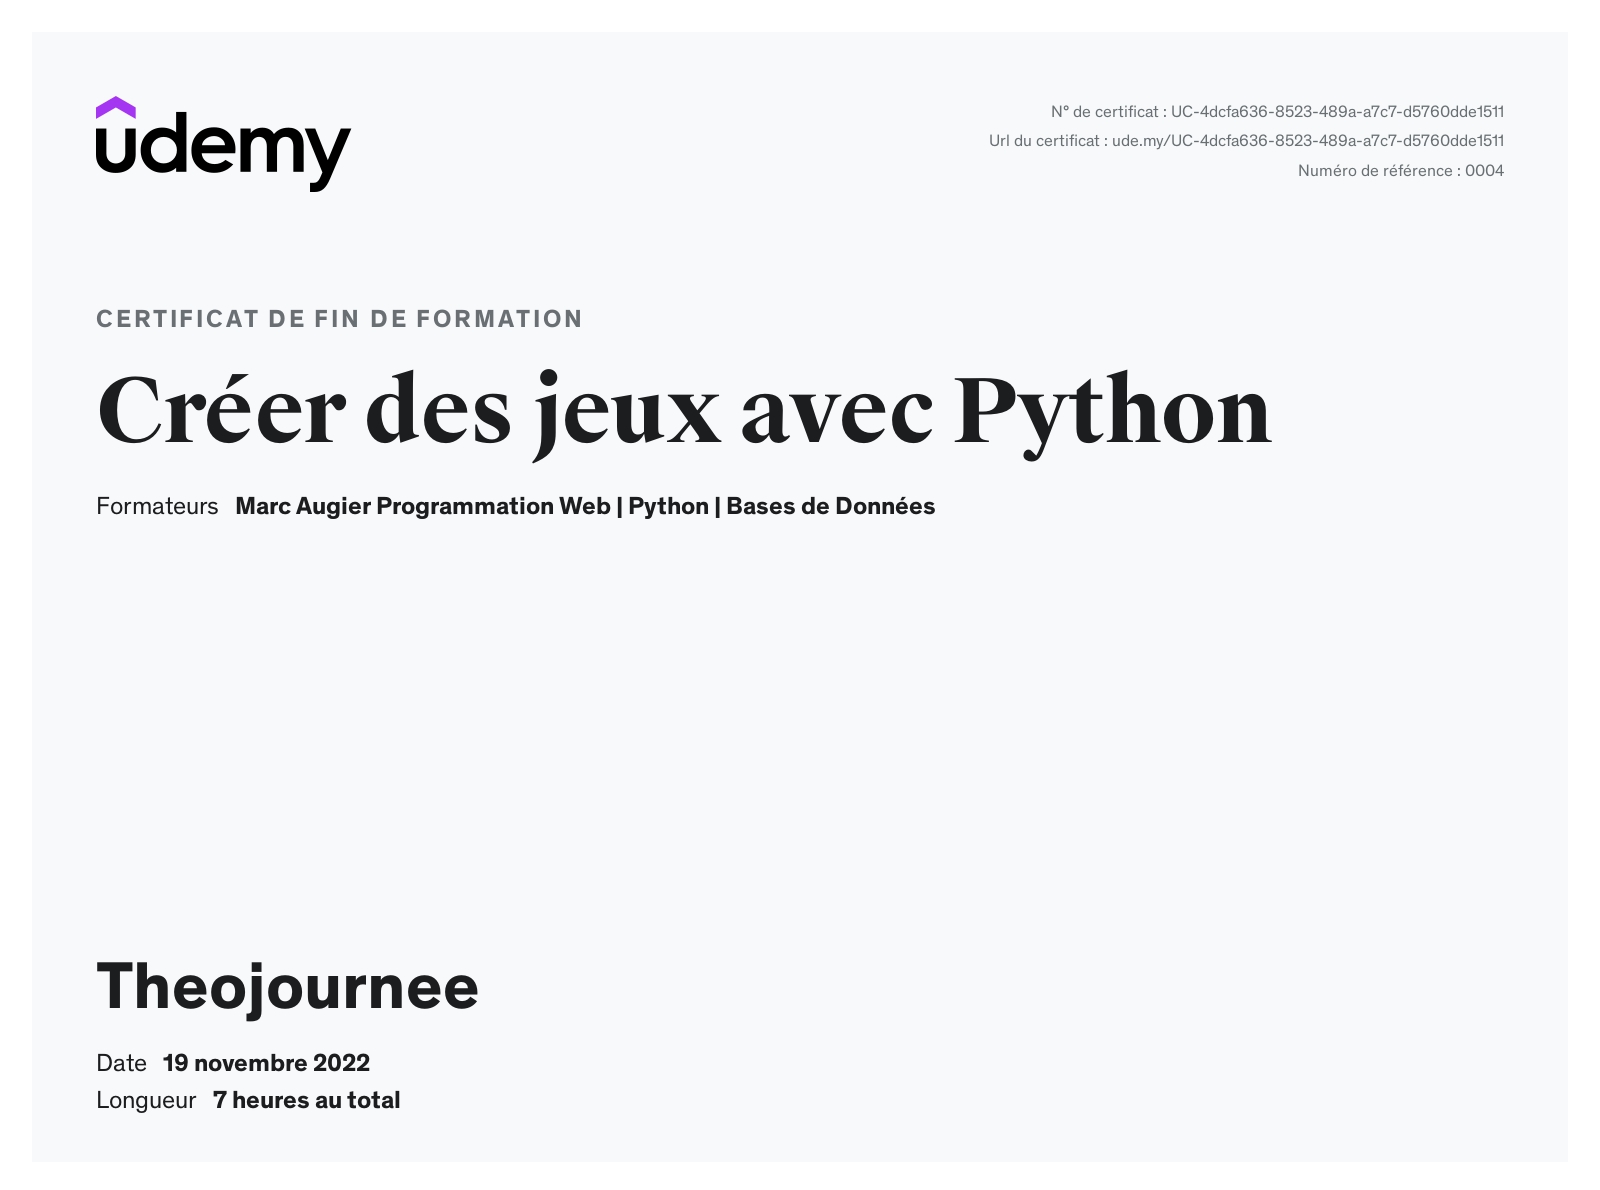 udemy
N° de certificat : UC-4dcfa636-8523-489a-a7c7-d5760dde1511
Url du certificat : ude.my/UC-4dcfa636-8523-489a-a7c7-d5760dde1511
Numéro de référence : 0004
CERTIFICAT DE FIN DE FORMATION
Créer des jeux avec Python
Formateurs Marc Augier Programmation Web | Python | Bases de Données
Theojournee
Date 19 novembre 2022
Longueur 7 heures au total